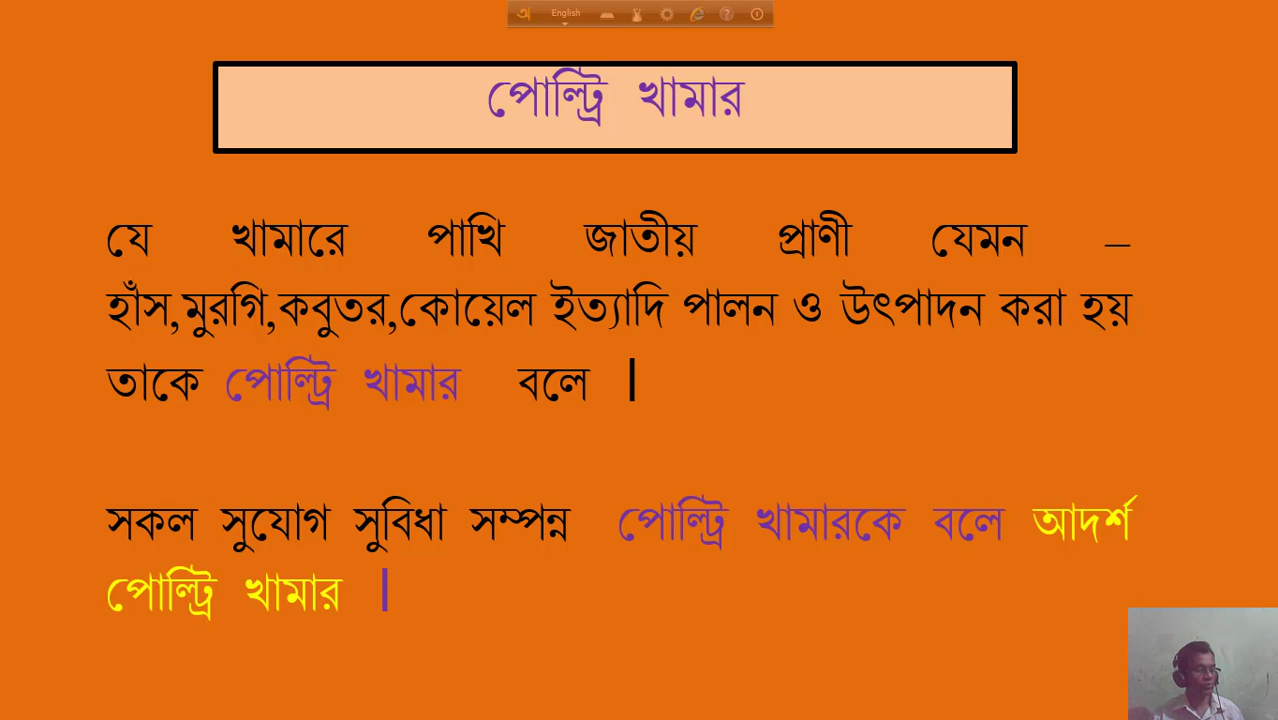 অ English
পোল্ট্রি খামার
যে খামারে পাখি জাতীয় প্রাণী যেমন –
হাঁস,মুরগি,কবুতর,কোয়েল ইত্যাদি পালন ও উৎপাদন করা হয়
তাকে পোল্ট্রি খামার বলে ।
সকল সুযোগ সুবিধা সম্পন্ন পোল্ট্রি খামারকে বলে আদর্শ
পোল্ট্রি খামার ।